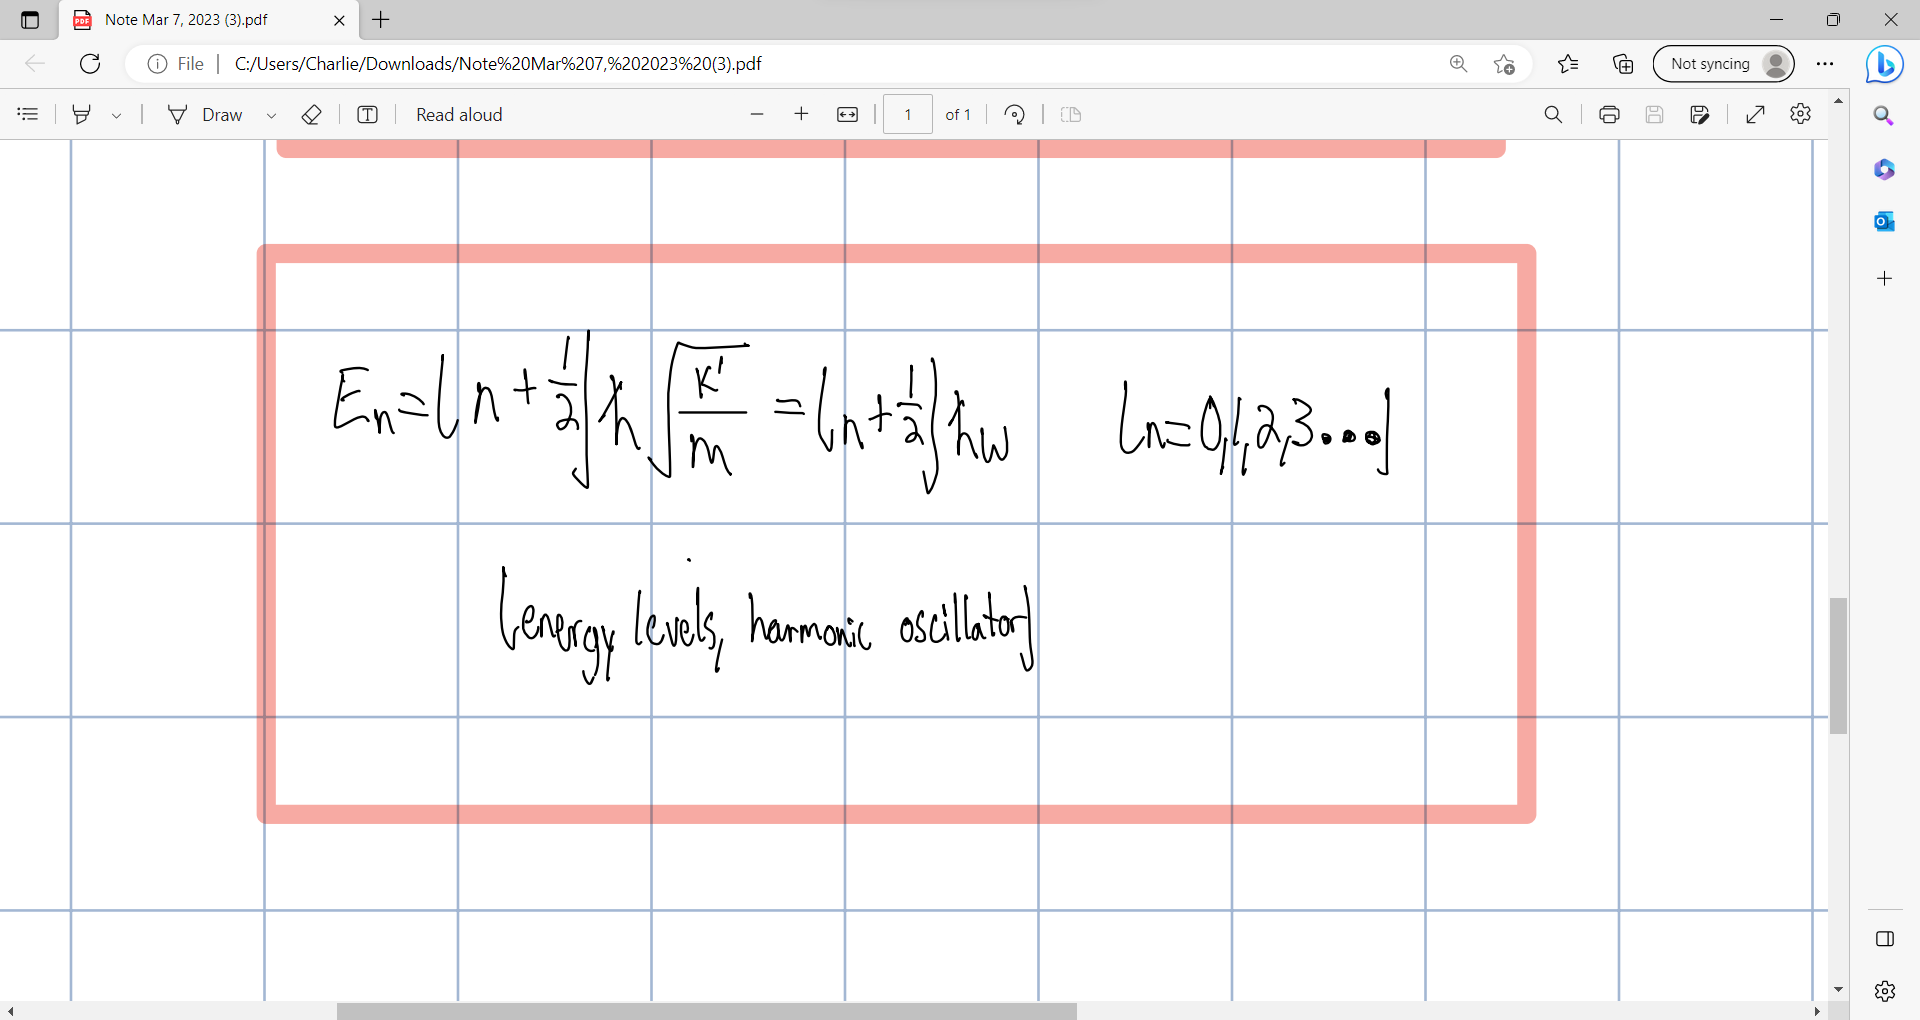 Note Mar 7, 2023 (3).pdf
File C:/Users/Charlie/Downloads/Note%20Mar%207,%202023%20(3).pdf Not syncing
Draw Read aloud 1 of 1
Eₙ=(n+1/2)ℏ√(K'/m) = (n+1/2)ℏω (n=0,1,2,3...)
(energy levels, harmonic oscillator)